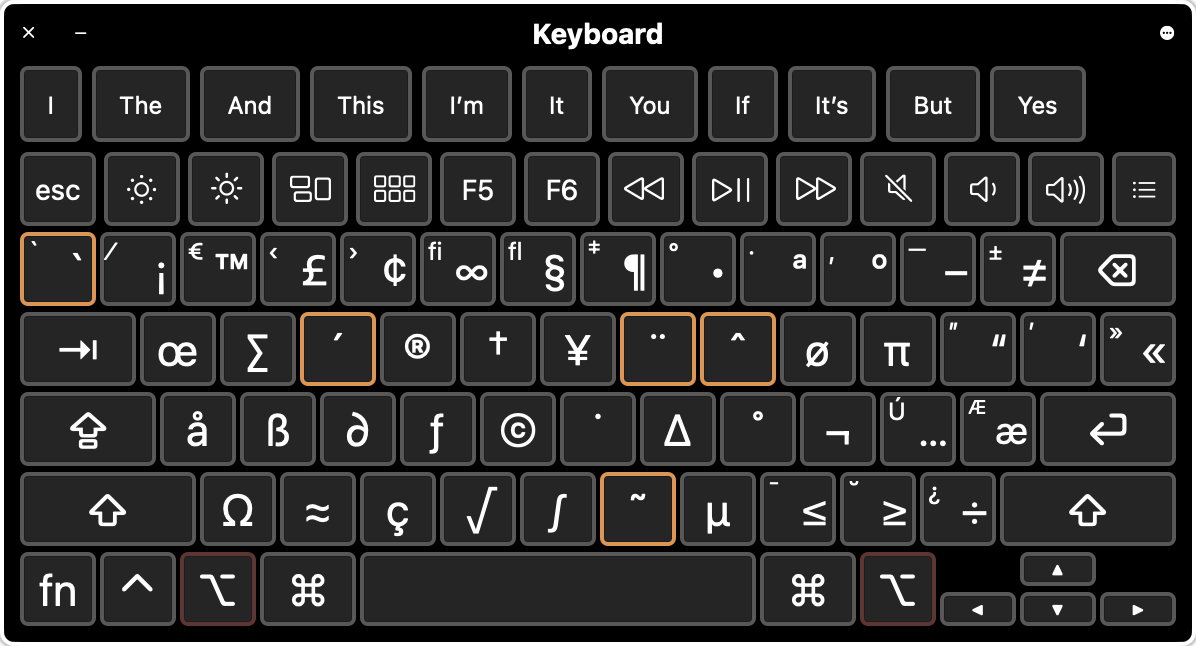 Keyboard
I The And This I’m It You If It’s But Yes
esc F5 F6
` ` ⁄ ¡ € ™ ‹ £ › ¢ ﬁ ∞ ﬂ § ‡ ¶ ° • · ª ‚ º — – ± ≠
œ ∑ ´ ® † ¥ ¨ ˆ ø π ” “ ’ ‘ » «
å ß ∂ ƒ © ˙ ∆ ˚ ¬ Ú … Æ æ
Ω ≈ ç √ ∫ ˜ µ ¯ ≤ ˘ ≥ ¿ ÷
fn ⌃ ⌥ ⌘ ⌘ ⌥